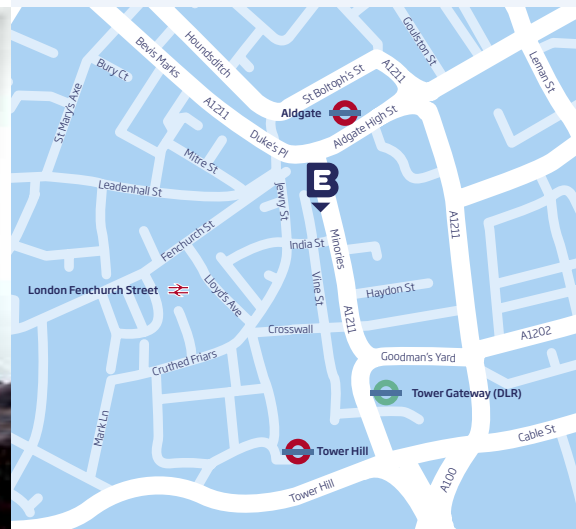 Goulston St
Houndsditch
Bevis Marks
Leman St
Bury Ct
A1211
St Boltoph's St
St Mary's Axe
A1211
Aldgate
Aldgate High St
Duke's Pl
Mitre St
E
Leadenhall St
Jewry St
A1211
Fenchurch St
India St
Minories
London Fenchurch Street
Lloyd's Ave
Vine St
Haydon St
A1211
Crosswall
A1202
Goodman's Yard
Cruthed Friars
Tower Gateway (DLR)
Mark Ln
Cable St
Tower Hill
A100
Tower Hill